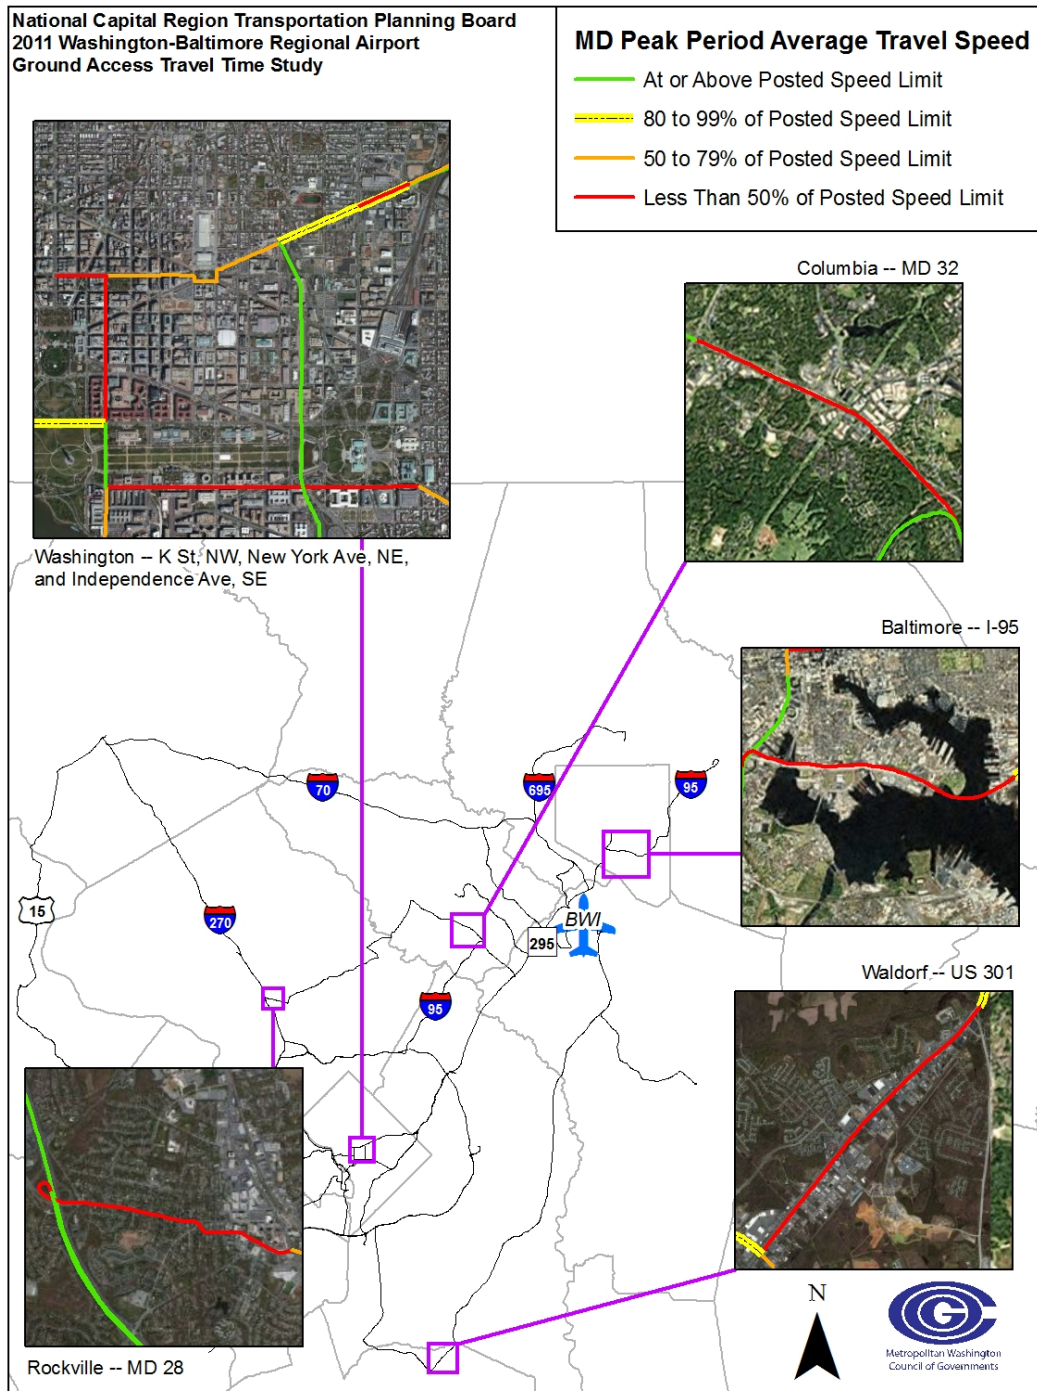 National Capital Region Transportation Planning Board
2011 Washington-Baltimore Regional Airport
Ground Access Travel Time Study
MD Peak Period Average Travel Speed
At or Above Posted Speed Limit
80 to 99% of Posted Speed Limit
50 to 79% of Posted Speed Limit
Less Than 50% of Posted Speed Limit
Columbia -- MD 32
Washington -- K St, NW, New York Ave, NE,
and Independence Ave, SE
Baltimore -- I-95
70
695
95
15
270
BWI
295
95
Waldorf -- US 301
Rockville -- MD 28
N
Metropolitan Washington
Council of Governments